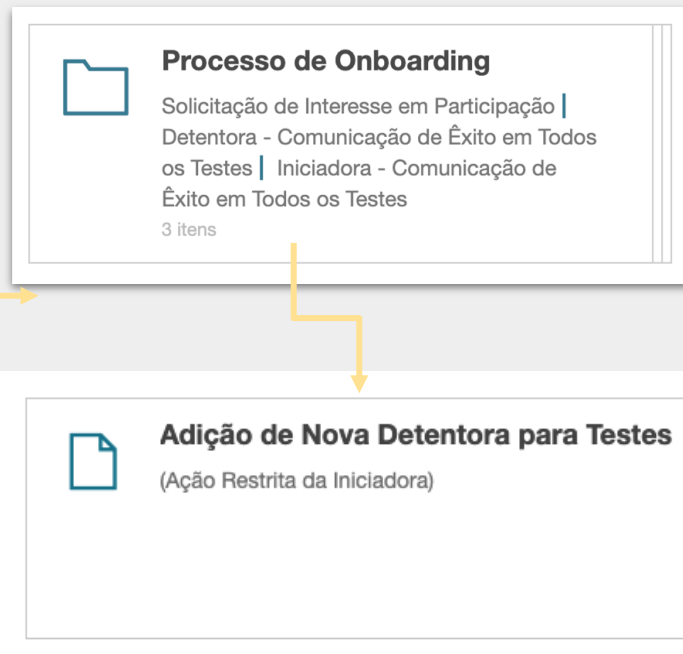 Processo de Onboarding
Solicitação de Interesse em Participação |
Detentora - Comunicação de Êxito em Todos
os Testes | Iniciadora - Comunicação de
Êxito em Todos os Testes
3 itens
Adição de Nova Detentora para Testes
(Ação Restrita da Iniciadora)